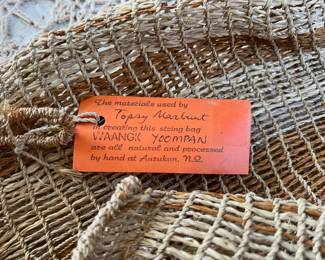 The materials used by
Topsy Marbunt
in creating this string bag
WAANGK YOOMPAN
are all natural and processed
by hand at Aurukun, N.Q.